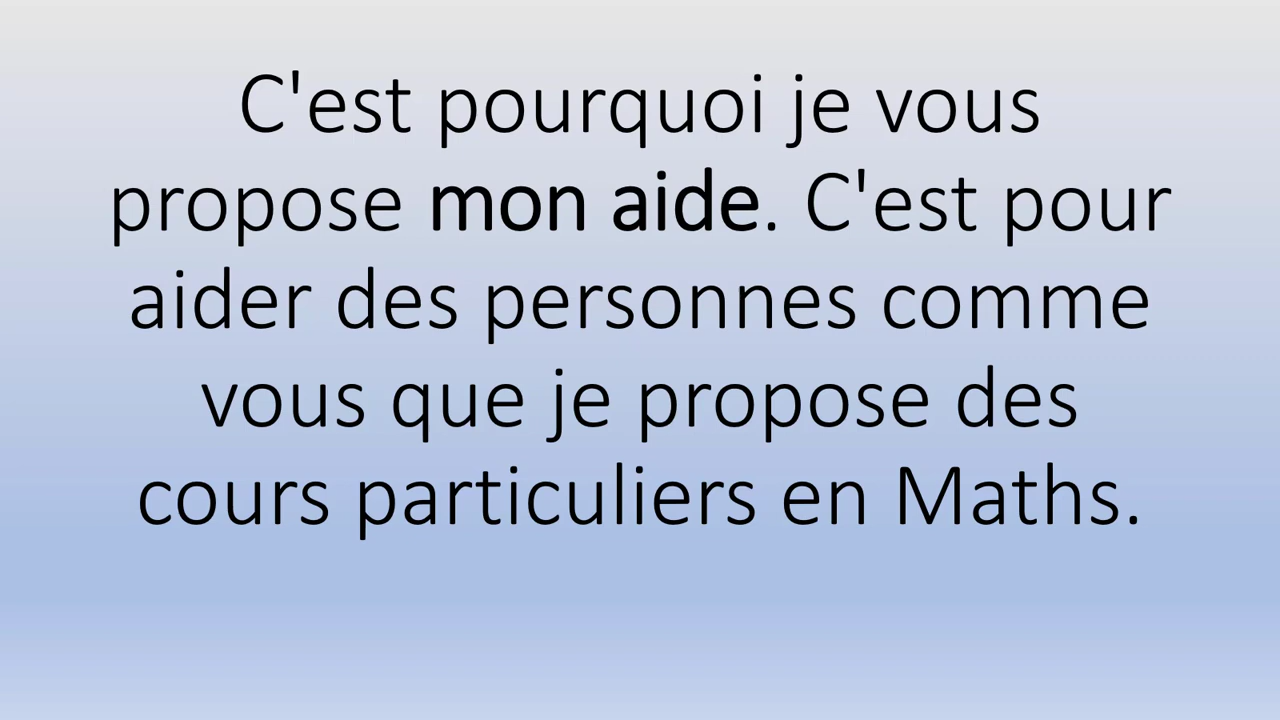 C'est pourquoi je vous
propose mon aide. C'est pour
aider des personnes comme
vous que je propose des
cours particuliers en Maths.